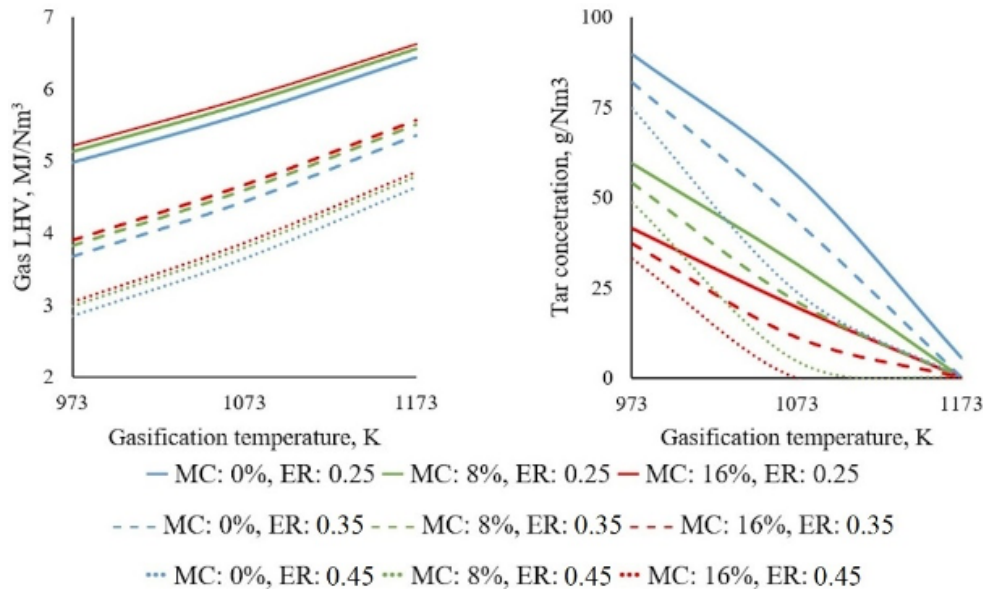 7
6
5
4
3
2
Gas LHV, MJ/Nm³
973 1073 1173
Gasification temperature, K
100
75
50
25
0
Tar concetration, g/Nm3
973 1073 1173
Gasification temperature, K
MC: 0%, ER: 0.25 MC: 8%, ER: 0.25 MC: 16%, ER: 0.25
MC: 0%, ER: 0.35 MC: 8%, ER: 0.35 MC: 16%, ER: 0.35
MC: 0%, ER: 0.45 MC: 8%, ER: 0.45 MC: 16%, ER: 0.45